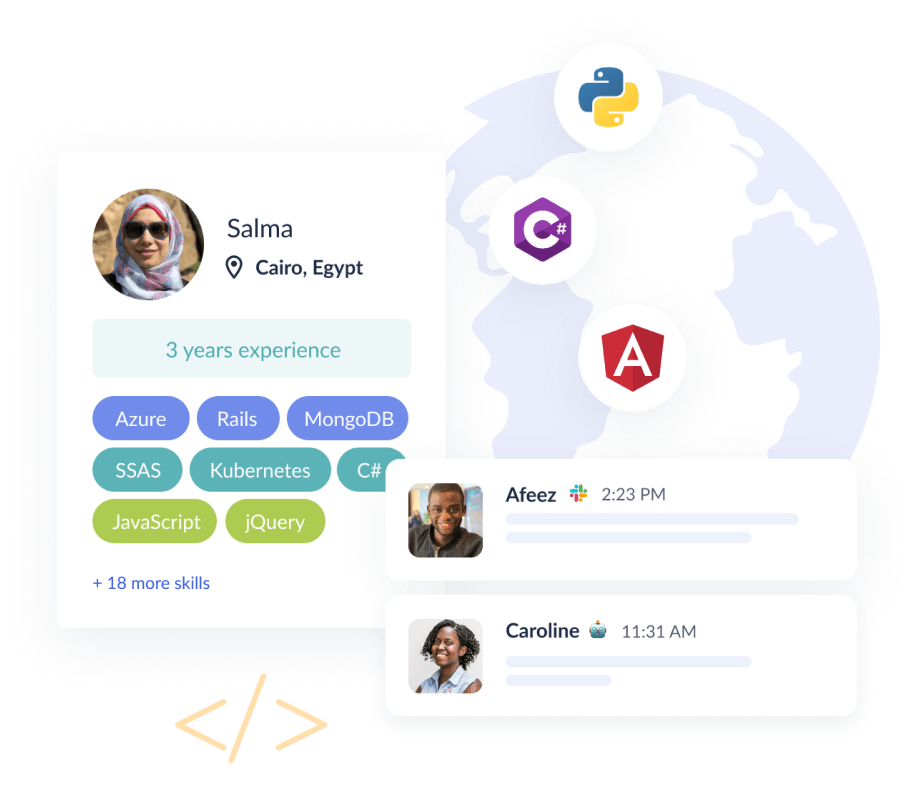 Salma
Cairo, Egypt
3 years experience
Azure Rails MongoDB
SSAS Kubernetes C#
JavaScript jQuery
+ 18 more skills
C#
A
Afeez 2:23 PM
Caroline 11:31 AM
</>